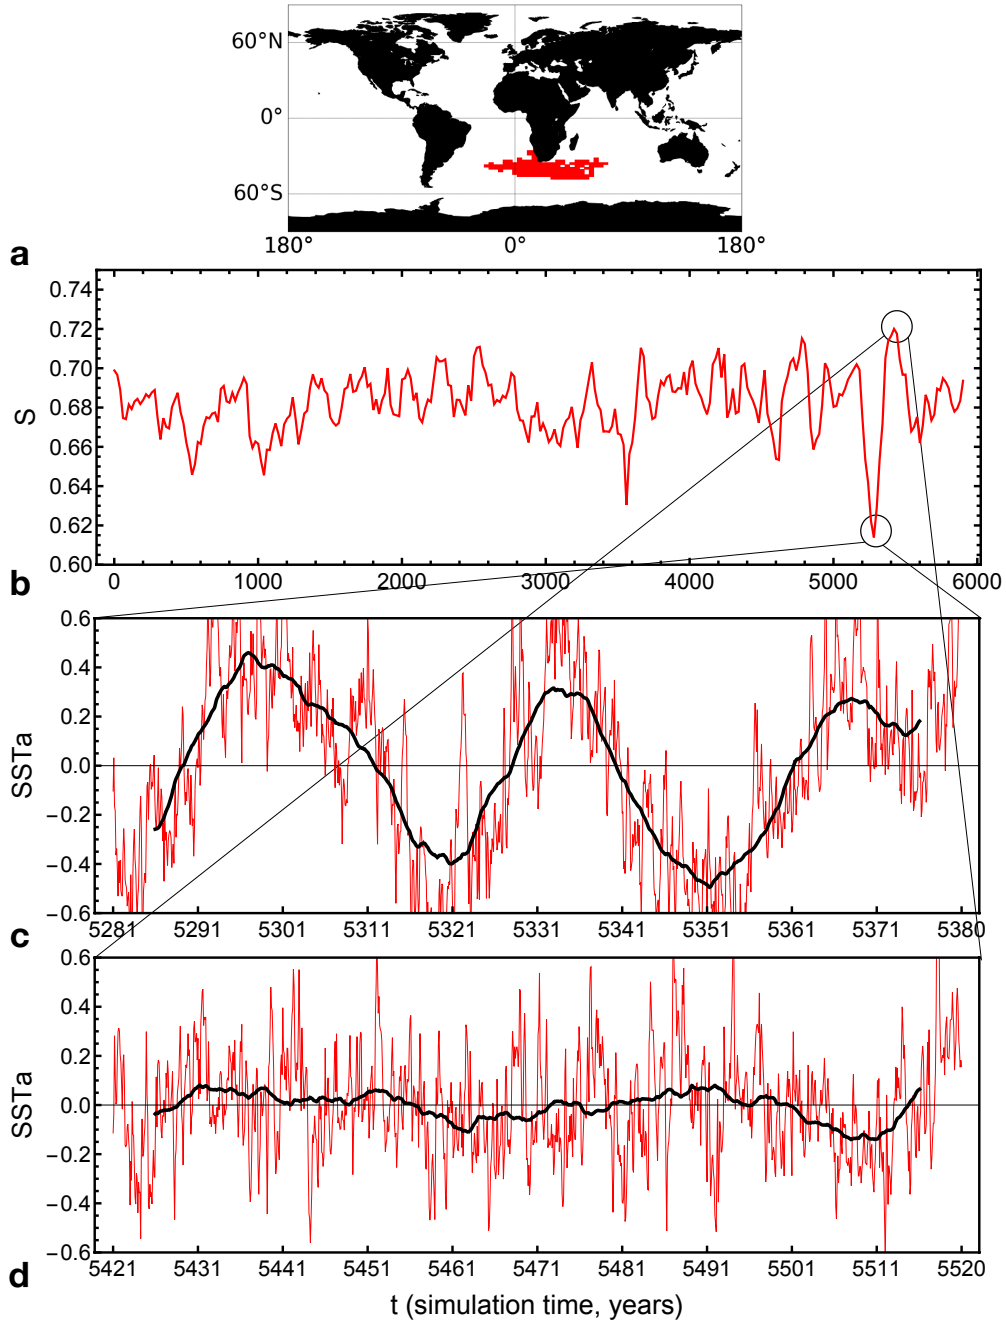 60°N
0°
60°S
180° 0° 180°
a
0.74
0.72
0.70
0.68
0.66
0.64
0.62
0.60
S
0 1000 2000 3000 4000 5000 6000
b
0.6
0.4
0.2
0.0
−0.2
−0.4
−0.6
SSTa
5281 5291 5301 5311 5321 5331 5341 5351 5361 5371 5380
c
0.6
0.4
0.2
0.0
−0.2
−0.4
−0.6
SSTa
5421 5431 5441 5451 5461 5471 5481 5491 5501 5511 5520
d
t (simulation time, years)